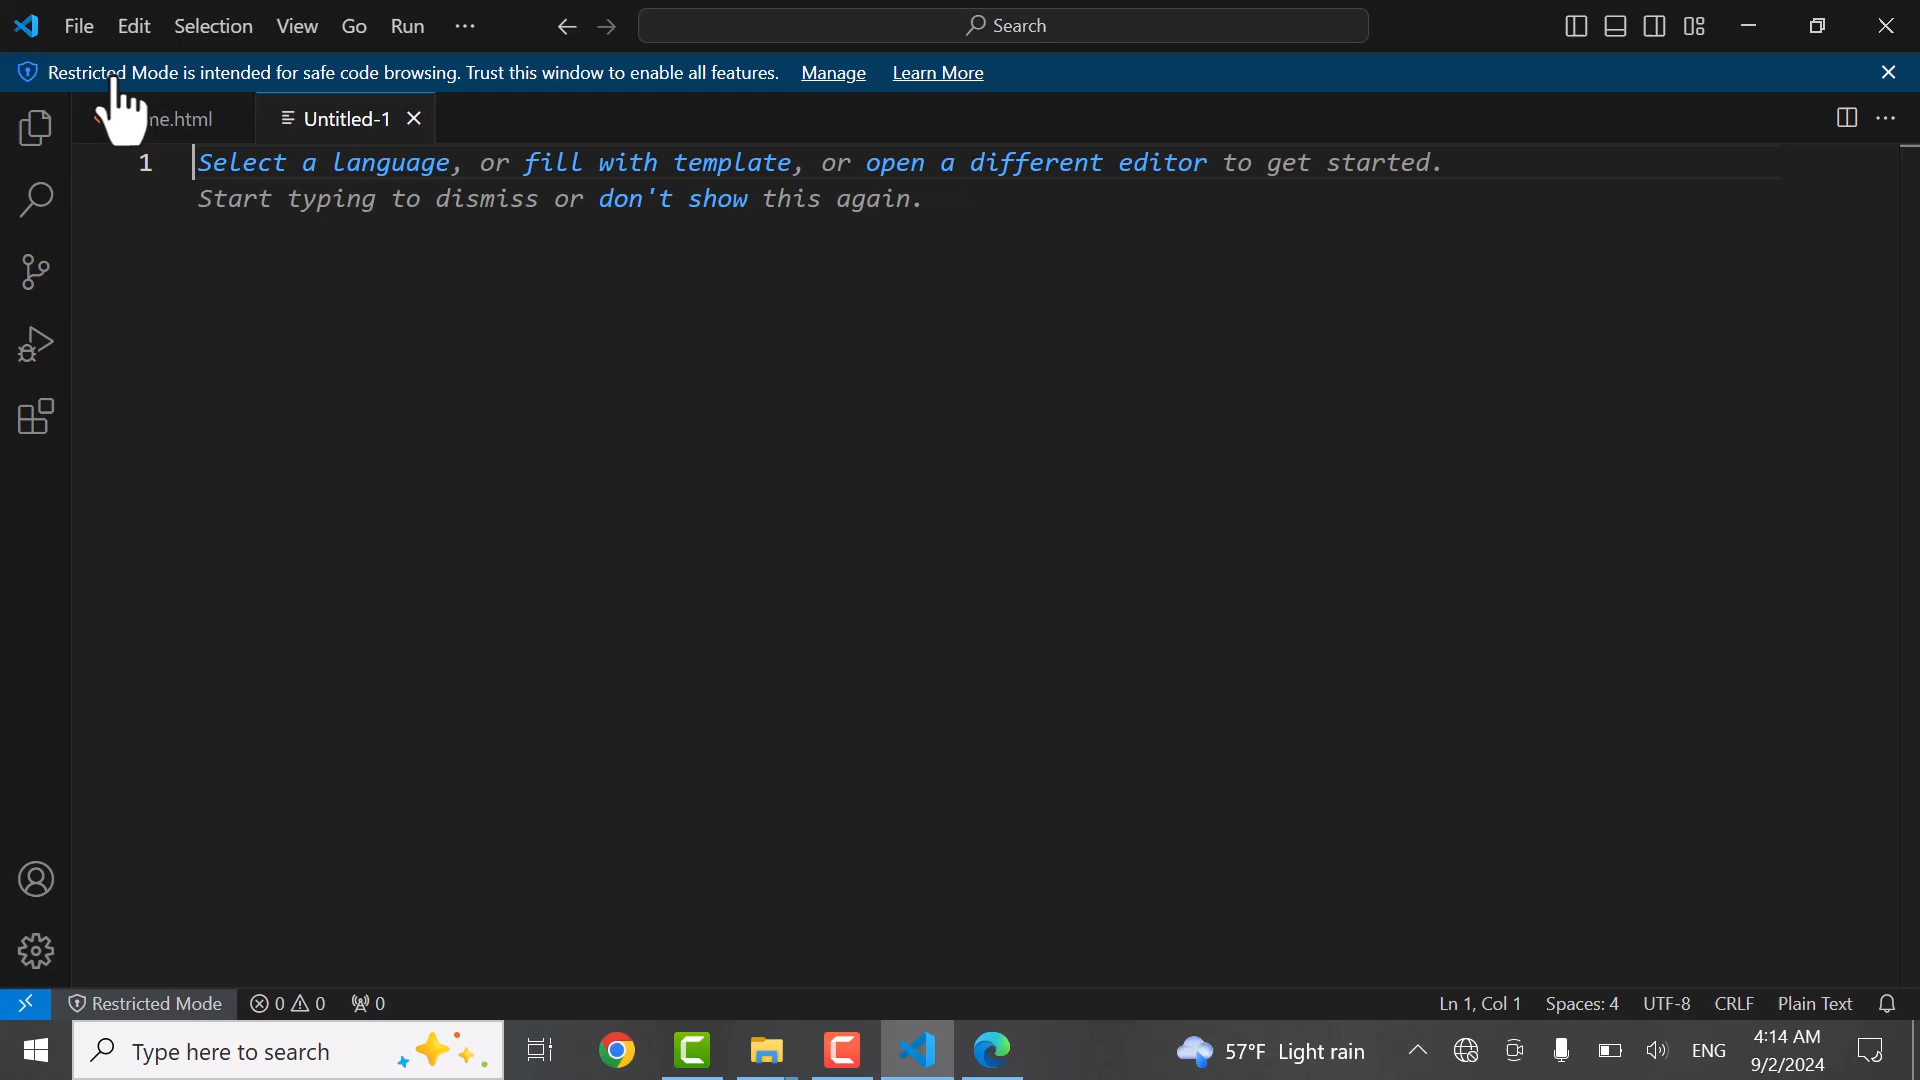 File Edit Selection View Go Run ··· Search
Restricted Mode is intended for safe code browsing. Trust this window to enable all features. Manage Learn More
Untitled-1
1 Select a language, or fill with template, or open a different editor to get started.
Start typing to dismiss or don't show this again.
Restricted Mode 0 0 0 Ln 1, Col 1 Spaces: 4 UTF-8 CRLF Plain Text
Type here to search 57°F Light rain ENG 4:14 AM
9/2/2024